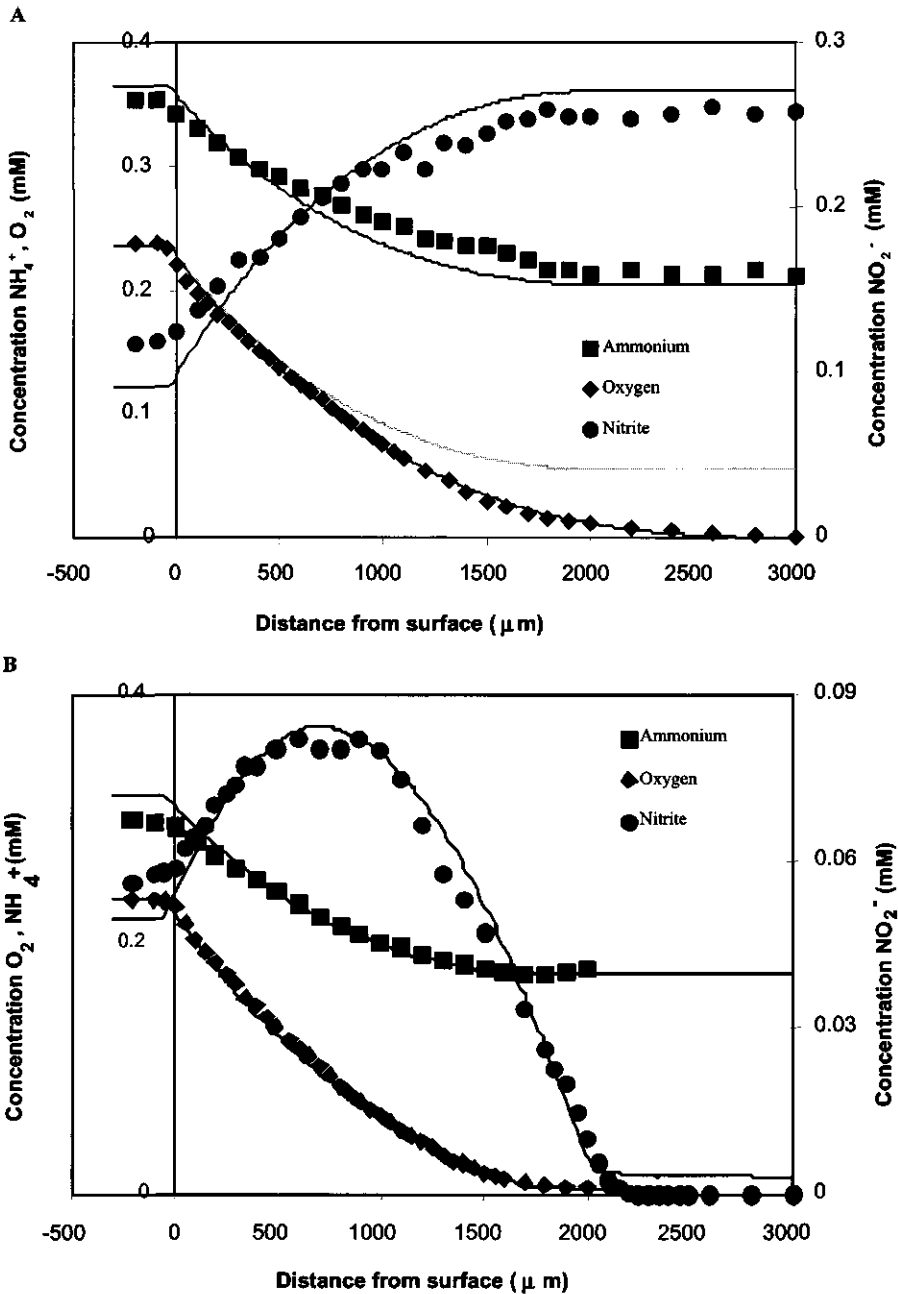 A
0.4
0.3
0.3
0.2
0.2
0.1
0.1
0
0
Concentration NH₄⁺, O₂ (mM)
Concentration NO₂⁻ (mM)
Ammonium
Oxygen
Nitrite
-500 0 500 1000 1500 2000 2500 3000
Distance from surface (μm)
B
0.4
0.09
0.06
0.2
0.03
0
0
Concentration O₂, NH₄+(mM)
Concentration NO₂⁻ (mM)
Ammonium
Oxygen
Nitrite
-500 0 500 1000 1500 2000 2500 3000
Distance from surface (μm)